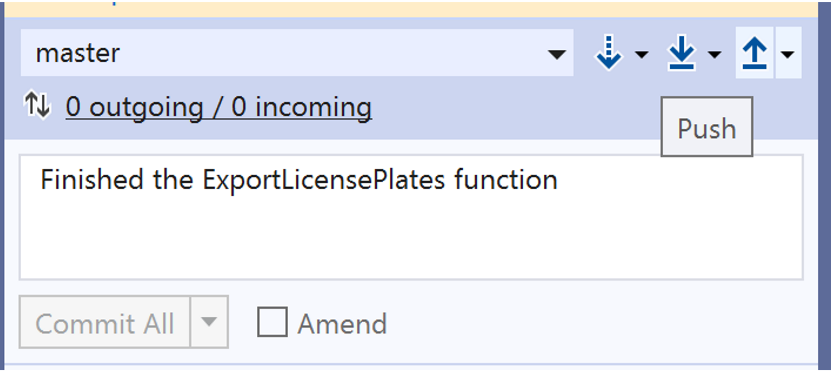 master
0 outgoing / 0 incoming
Push
Finished the ExportLicensePlates function
Commit All
Amend